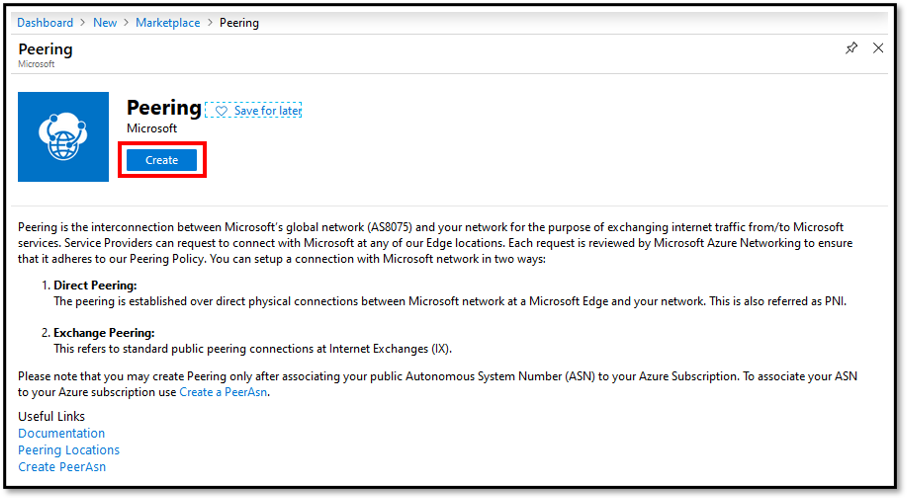 Dashboard > New > Marketplace > Peering
Peering
Microsoft
Peering Save for later
Microsoft
Create
Peering is the interconnection between Microsoft's global network (AS8075) and your network for the purpose of exchanging internet traffic from/to Microsoft
services. Service Providers can request to connect with Microsoft at any of our Edge locations. Each request is reviewed by Microsoft Azure Networking to ensure
that it adheres to our Peering Policy. You can setup a connection with Microsoft network in two ways:
1. Direct Peering:
The peering is established over direct physical connections between Microsoft network at a Microsoft Edge and your network. This is also referred as PNI.
2. Exchange Peering:
This refers to standard public peering connections at Internet Exchanges (IX).
Please note that you may create Peering only after associating your public Autonomous System Number (ASN) to your Azure Subscription. To associate your ASN
to your Azure subscription use Create a PeerAsn.
Useful Links
Documentation
Peering Locations
Create PeerAsn